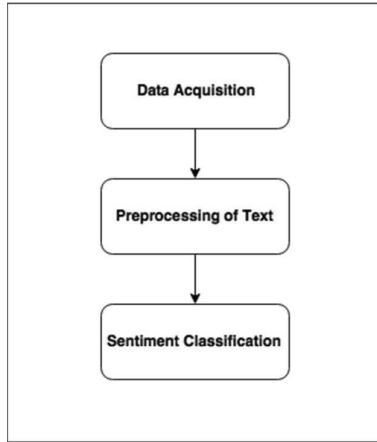 Data Acquisition
Preprocessing of Text
Sentiment Classification